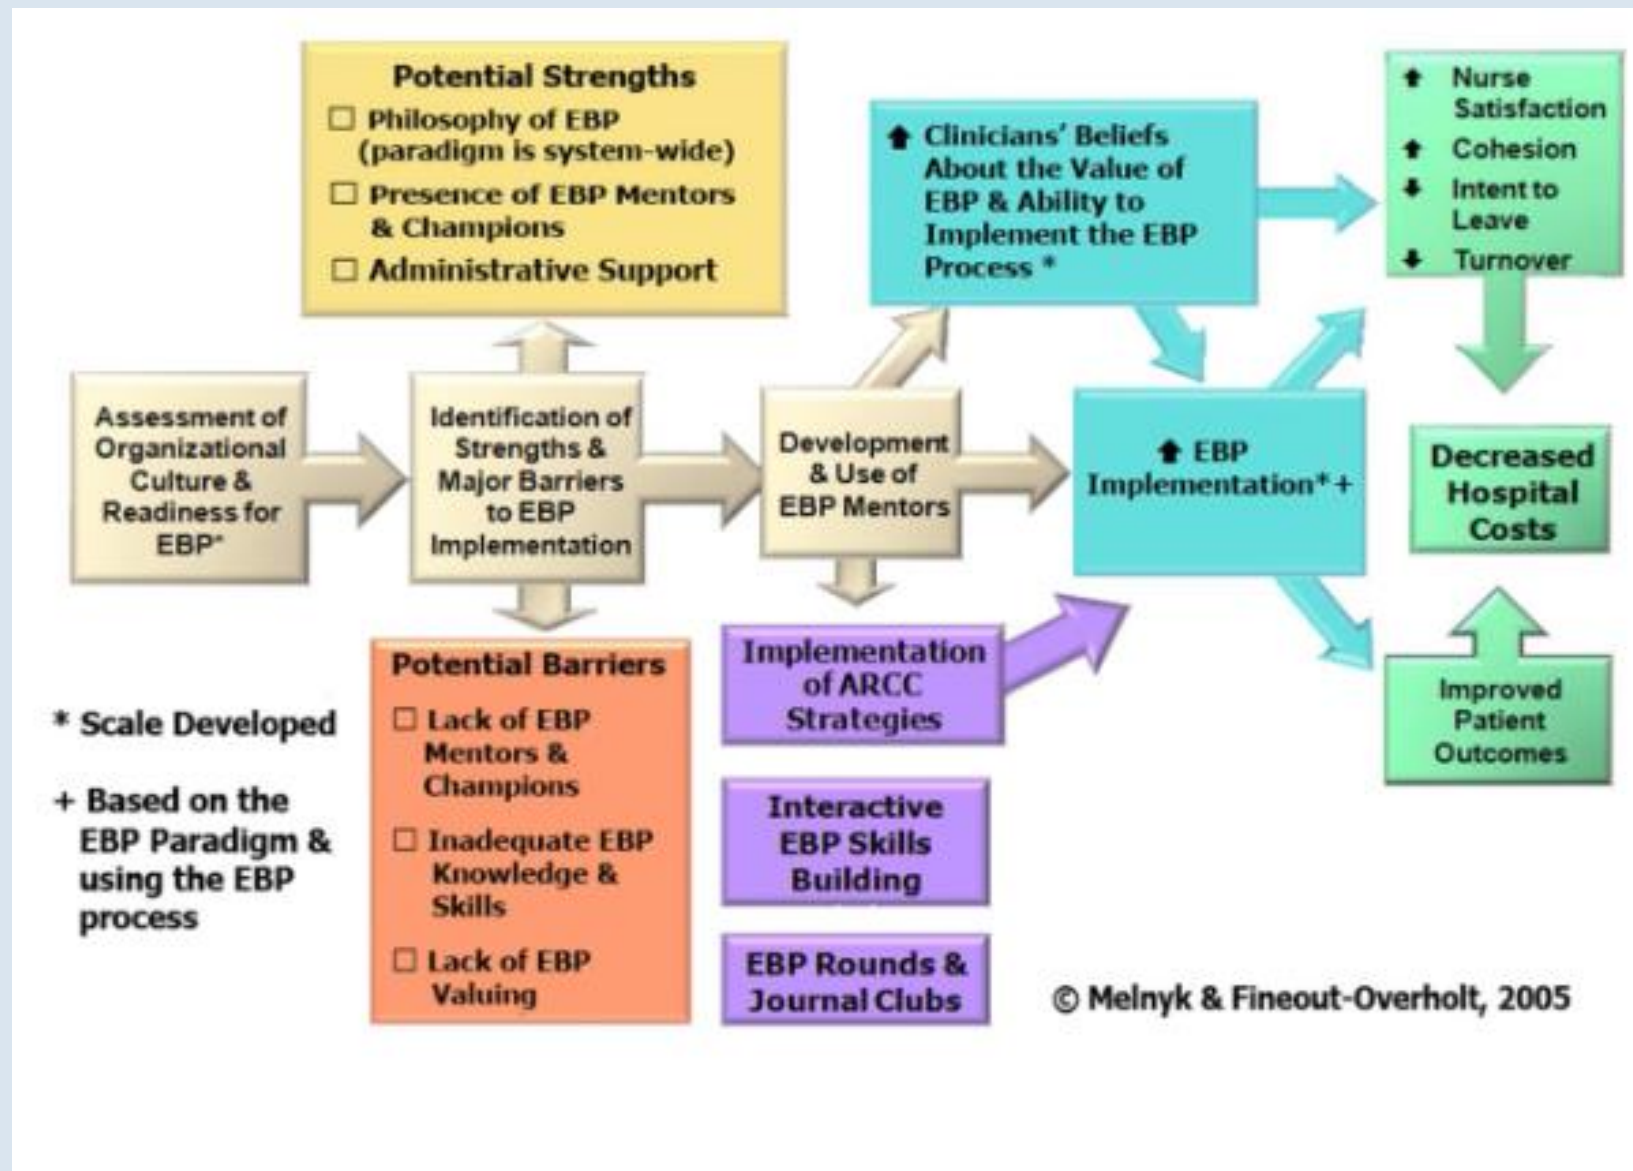 Potential Strengths
☐ Philosophy of EBP
(paradigm is system-wide)
☐ Presence of EBP Mentors
& Champions
☐ Administrative Support
Assessment of
Organizational
Culture &
Readiness for
EBP*
Identification of
Strengths &
Major Barriers
to EBP
Implementation
Potential Barriers
☐ Lack of EBP
Mentors &
Champions
☐ Inadequate EBP
Knowledge &
Skills
☐ Lack of EBP
Valuing
Development
& Use of
EBP Mentors
Implementation
of ARCC
Strategies
Interactive
EBP Skills
Building
EBP Rounds &
Journal Clubs
⬆ Clinicians' Beliefs
About the Value of
EBP & Ability to
Implement the EBP
Process *
⬆ EBP
Implementation* +
⬆ Nurse
Satisfaction
⬆ Cohesion
⬇ Intent to
Leave
⬇ Turnover
Decreased
Hospital
Costs
Improved
Patient
Outcomes
* Scale Developed
+ Based on the
EBP Paradigm &
using the EBP
process
© Melnyk & Fineout-Overholt, 2005